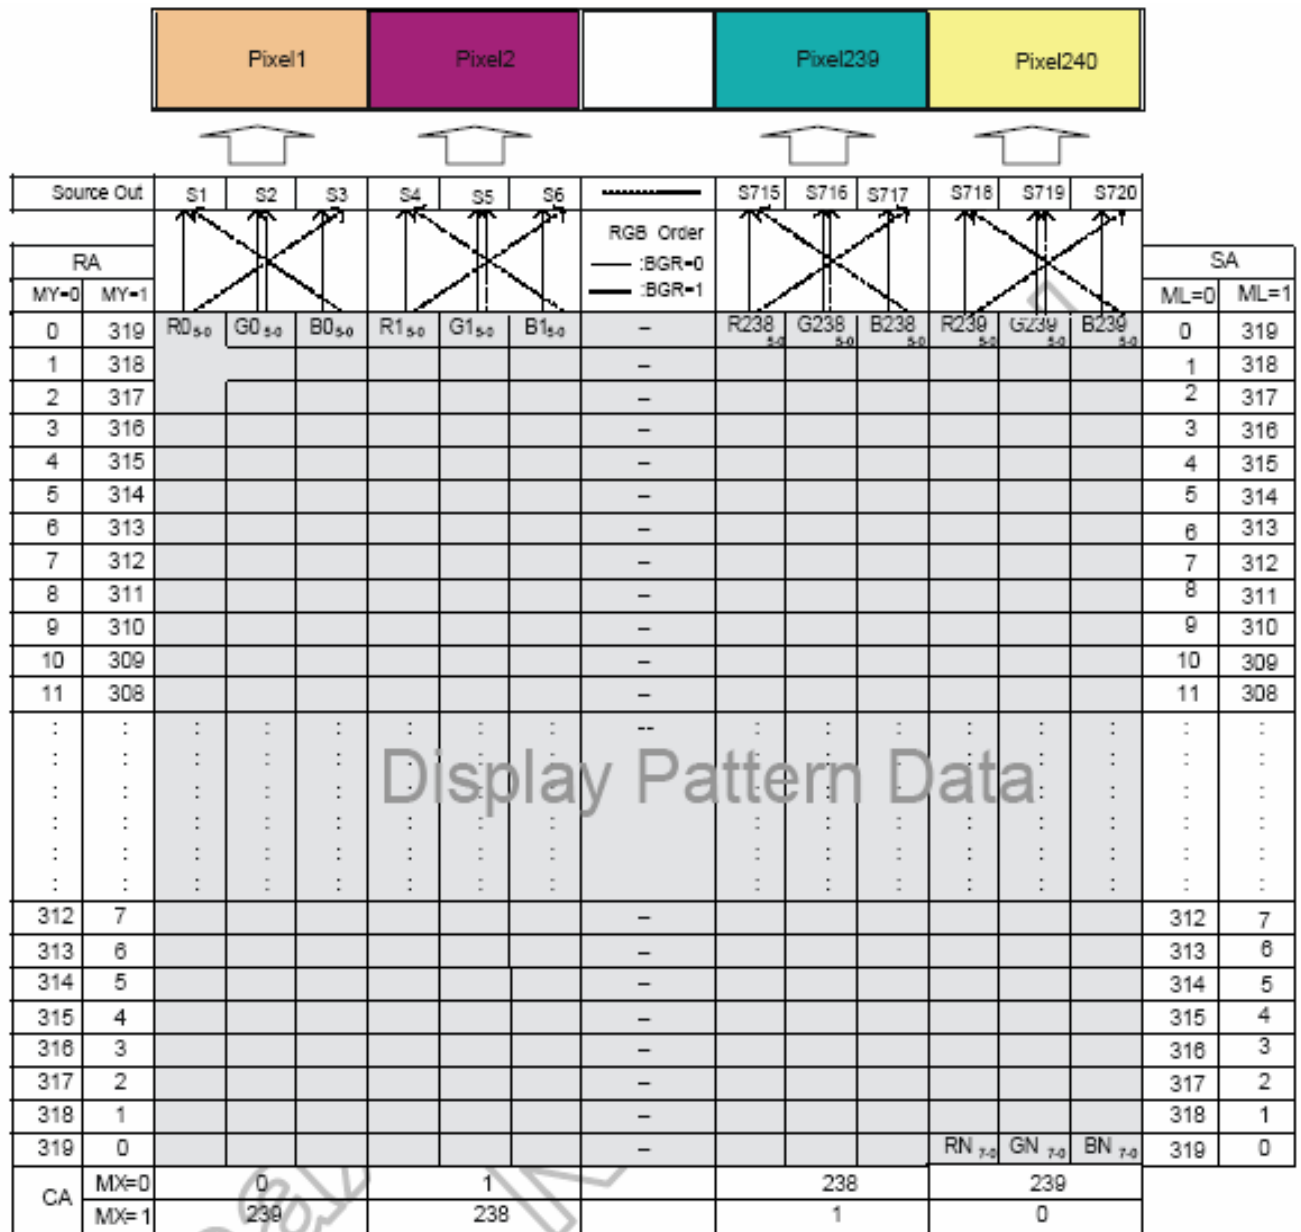 Pixel1 Pixel2 Pixel239 Pixel240
Source Out S1 S2 S3 S4 S5 S6 S715 S716 S717 S718 S719 S720
RGB Order
RA :BGR=0 SA
MY=0 MY=1 :BGR=1 ML=0 ML=1
0 319 R0 5-0 G0 5-0 B0 5-0 R1 5-0 G1 5-0 B1 5-0 – R238 5-0 G238 5-0 B238 5-0 R239 5-0 G239 5-0 B239 5-0 0 319
1 318 – 1 318
2 317 – 2 317
3 316 – 3 316
4 315 – 4 315
5 314 – 5 314
6 313 – 6 313
7 312 – 7 312
8 311 – 8 311
9 310 – 9 310
10 309 – 10 309
11 308 – 11 308
: : : : : : : : -- : : : : : : : :
Display Pattern Data
312 7 – 312 7
313 6 – 313 6
314 5 – 314 5
315 4 – 315 4
316 3 – 316 3
317 2 – 317 2
318 1 – 318 1
319 0 – RN 7-0 GN 7-0 BN 7-0 319 0
CA MX=0 0 1 238 239
MX=1 239 238 1 0